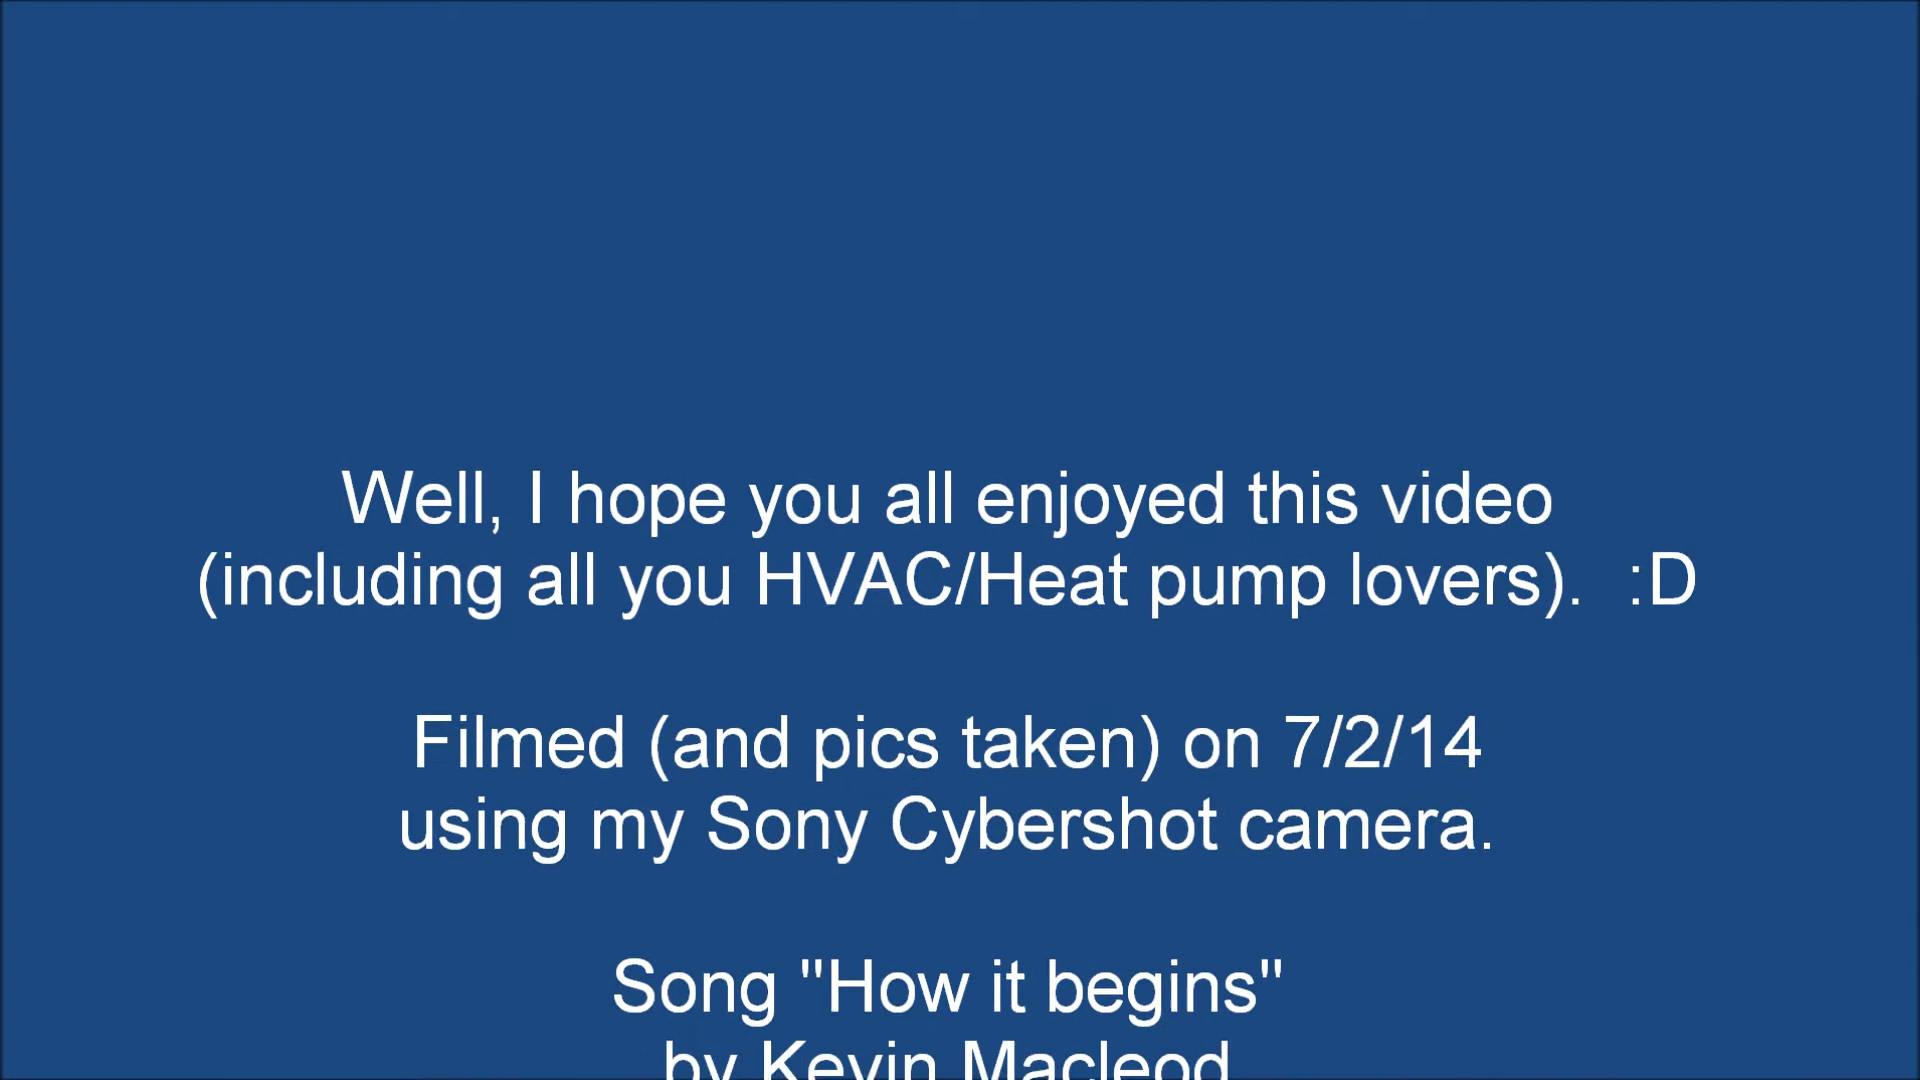 Well, I hope you all enjoyed this video
(including all you HVAC/Heat pump lovers).  :D
Filmed (and pics taken) on 7/2/14
using my Sony Cybershot camera.
Song "How it begins"
by Kevin Macleod